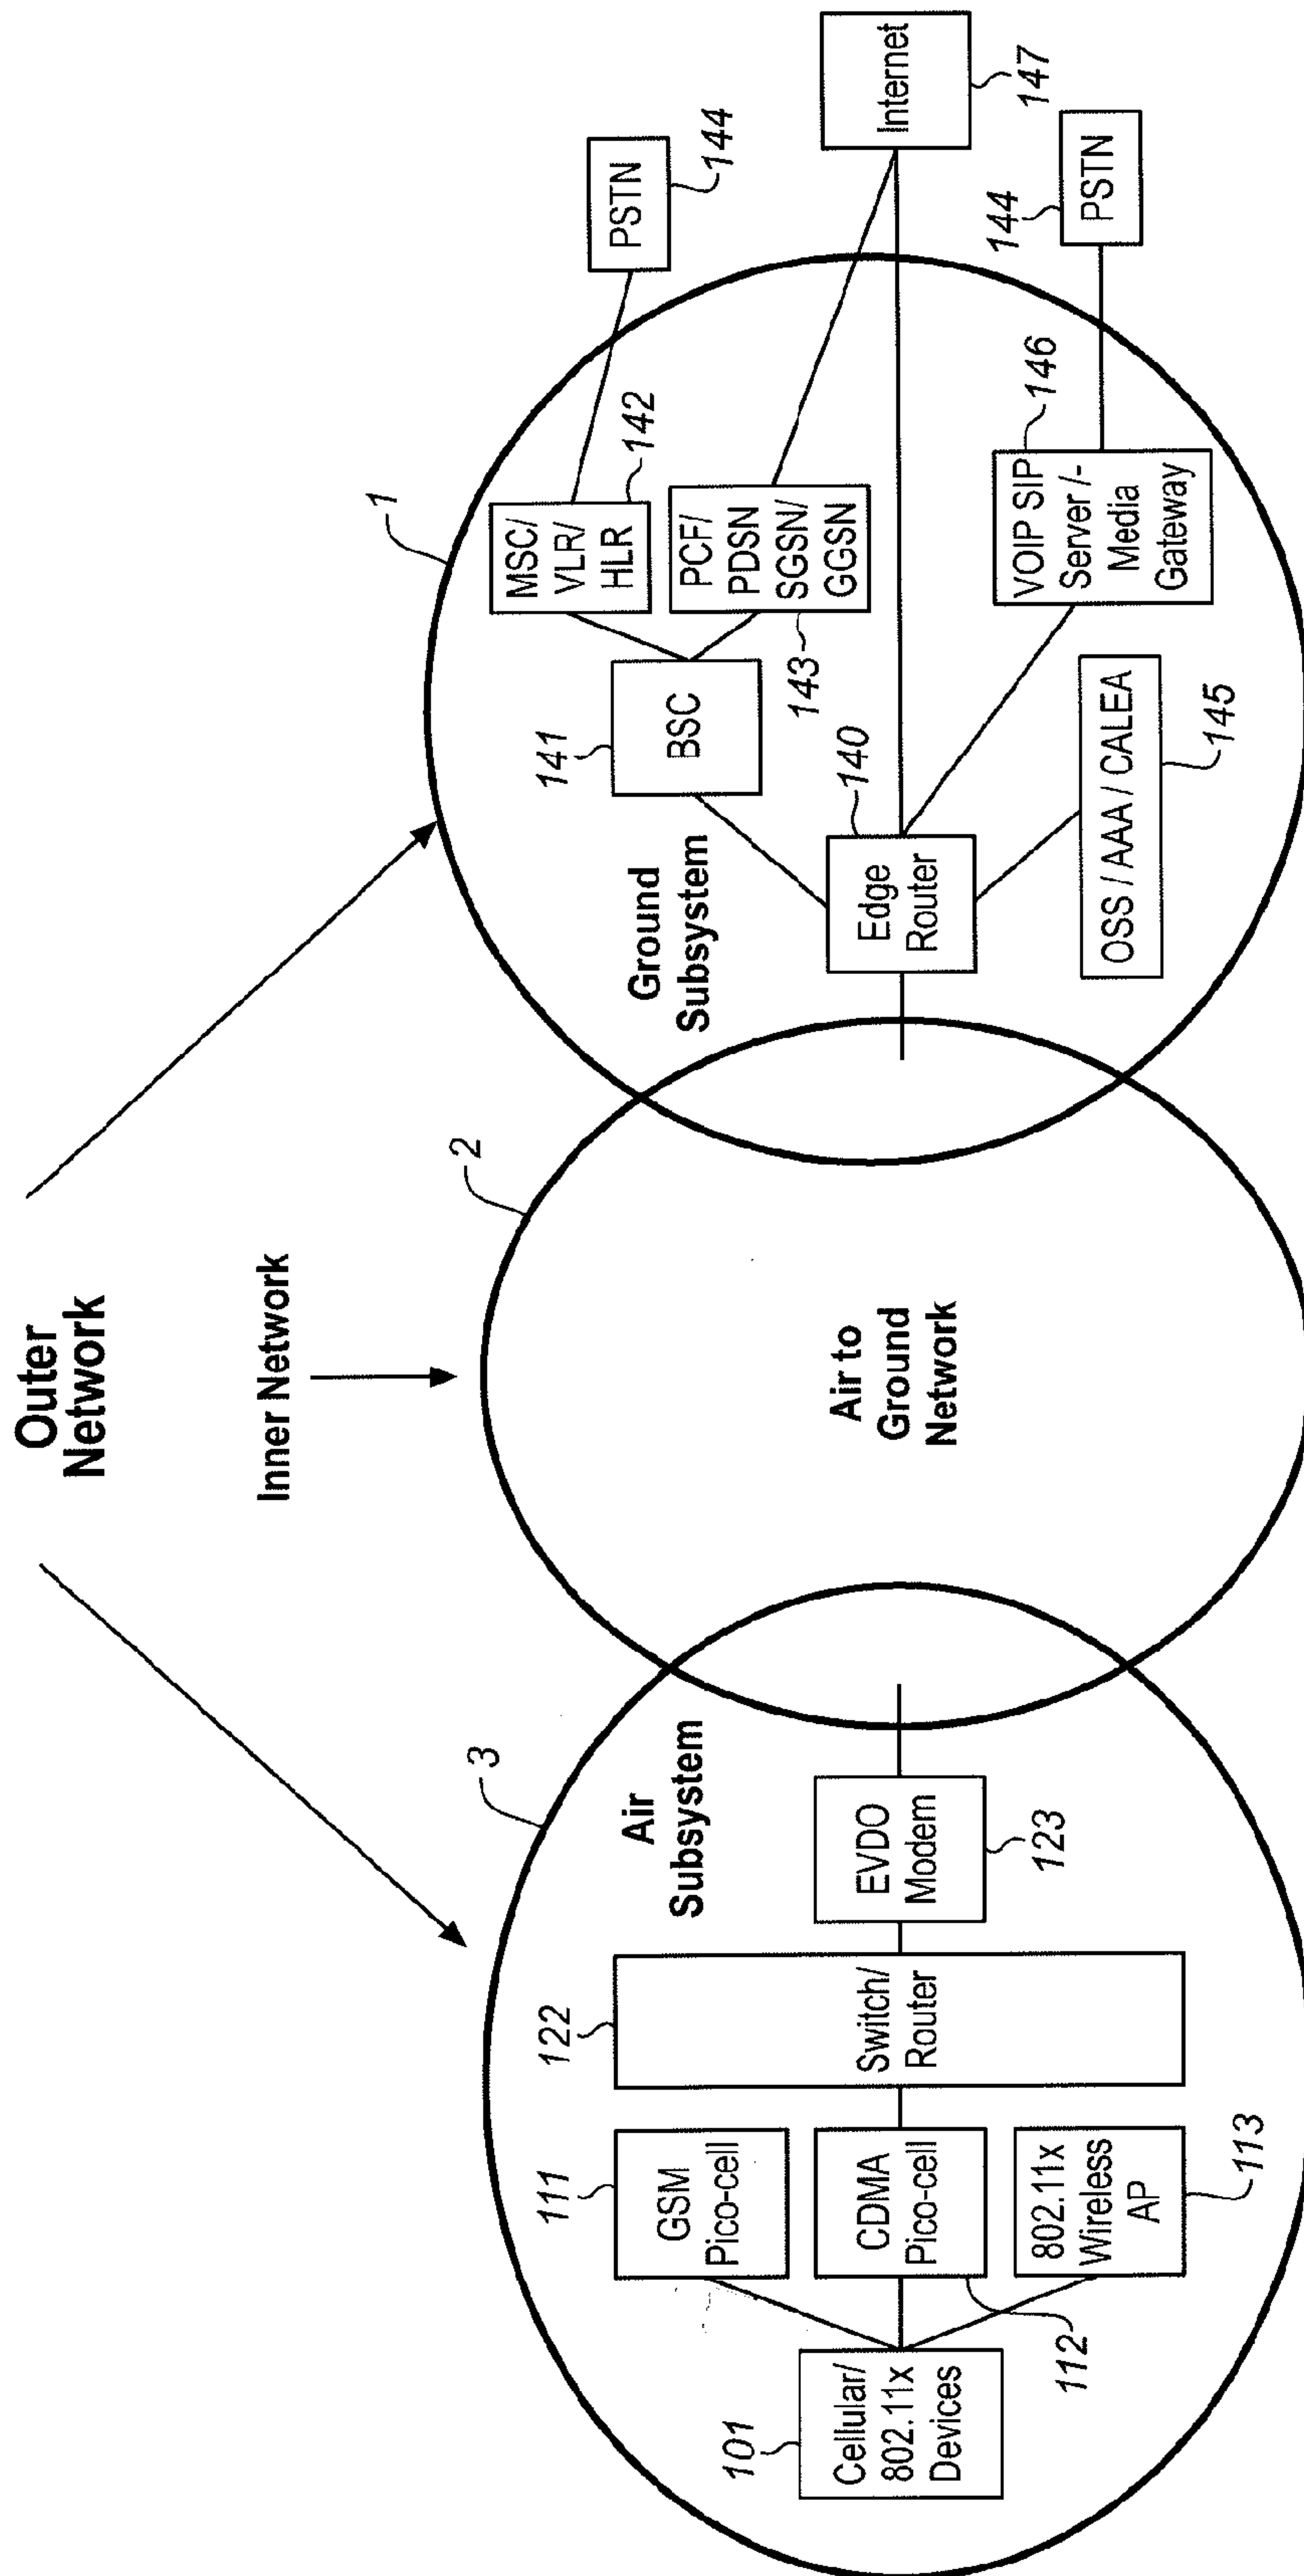 Outer
Network
Inner Network
3
Air
Subsystem
101
Cellular/
802.11x
Devices
111
GSM
Pico-cell
CDMA
Pico-cell
112
802.11x
Wireless
AP
113
122
Switch/
Router
EVDO
Modem
123
2
Air to
Ground
Network
1
Ground
Subsystem
Edge
Router
140
141
BSC
MSC/
VLR/
HLR
142
PCF/
PDSN
SGSN/
GGSN
143
OSS / AAA / CALEA
145
VOIP SIP
Server /-
Media
Gateway
146
PSTN
144
Internet
147
144
PSTN